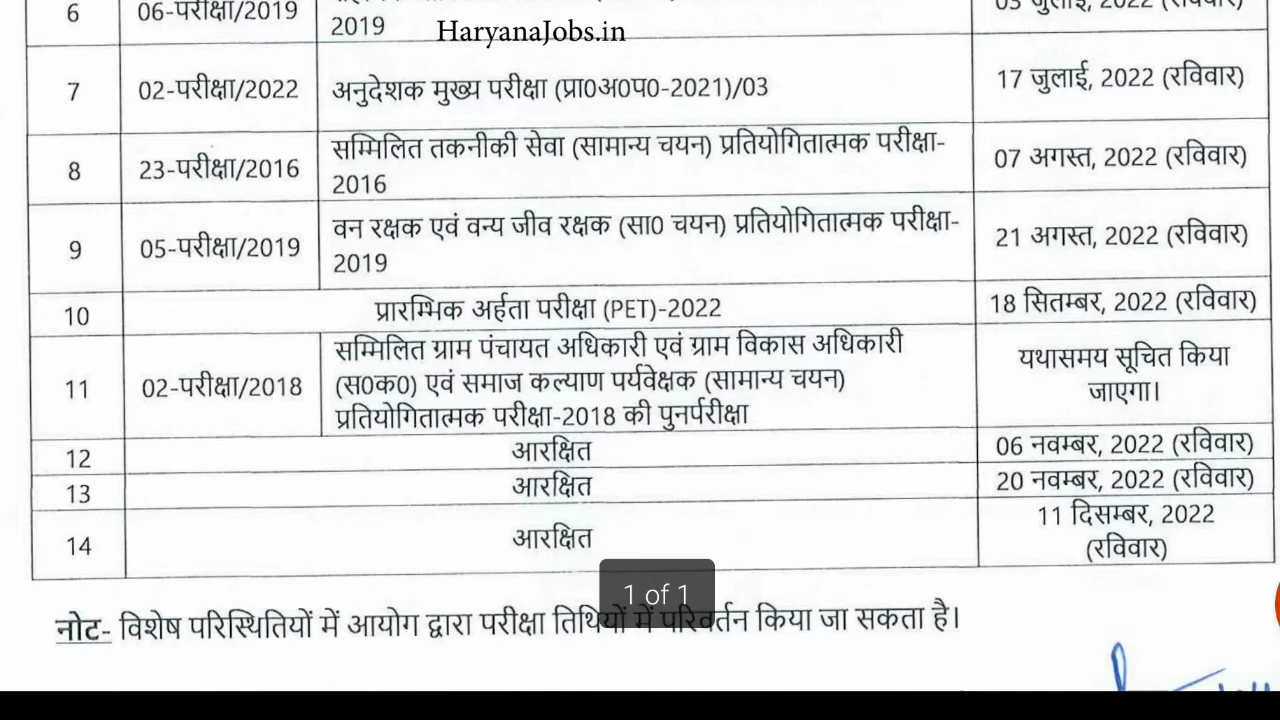 6 06-परीक्षा/2019
2019
HaryanaJobs.in
03 जुलाई, 2022 (रविवार)
7 02-परीक्षा/2022 अनुदेशक मुख्य परीक्षा (प्रा0अ0प0-2021)/03 17 जुलाई, 2022 (रविवार)
8 23-परीक्षा/2016 सम्मिलित तकनीकी सेवा (सामान्य चयन) प्रतियोगितात्मक परीक्षा-
2016
07 अगस्त, 2022 (रविवार)
9 05-परीक्षा/2019 वन रक्षक एवं वन्य जीव रक्षक (सा0 चयन) प्रतियोगितात्मक परीक्षा-
2019
21 अगस्त, 2022 (रविवार)
10 प्रारम्भिक अर्हता परीक्षा (PET)-2022 18 सितम्बर, 2022 (रविवार)
11 02-परीक्षा/2018 सम्मिलित ग्राम पंचायत अधिकारी एवं ग्राम विकास अधिकारी
(स0क0) एवं समाज कल्याण पर्यवेक्षक (सामान्य चयन)
प्रतियोगितात्मक परीक्षा-2018 की पुनर्परीक्षा
यथासमय सूचित किया
जाएगा।
12 आरक्षित 06 नवम्बर, 2022 (रविवार)
13 आरक्षित 20 नवम्बर, 2022 (रविवार)
14 आरक्षित 11 दिसम्बर, 2022
(रविवार)
1 of 1
नोट- विशेष परिस्थितियों में आयोग द्वारा परीक्षा तिथियों में परिवर्तन किया जा सकता है।